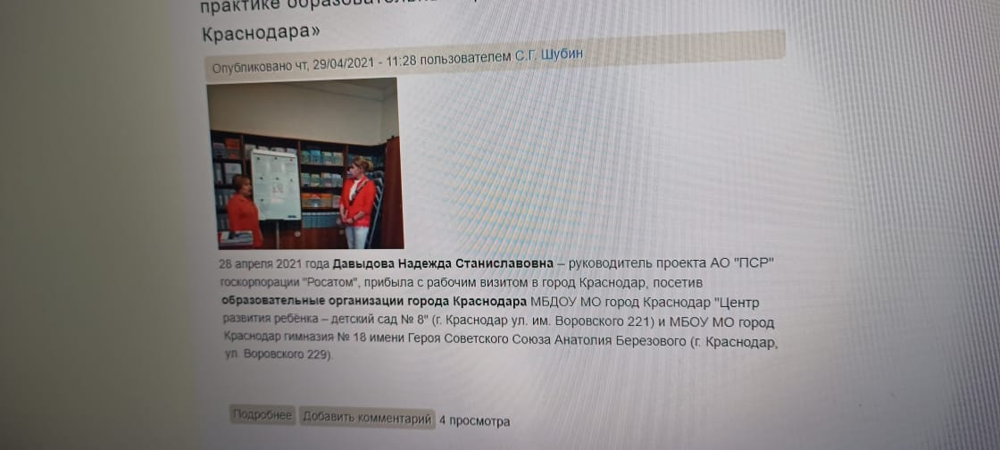 практике
Краснодара»
Опубликовано чт, 29/04/2021 - 11:28 пользователем С.Г. Шубин
28 апреля 2021 года Давыдова Надежда Станиславовна – руководитель проекта АО "ПСР"
госкорпорации "Росатом", прибыла с рабочим визитом в город Краснодар, посетив
образовательные организации города Краснодара МБДОУ МО город Краснодар "Центр
развития ребёнка – детский сад № 8" (г. Краснодар ул. им. Воровского 221) и МБОУ МО город
Краснодар гимназия № 18 имени Героя Советского Союза Анатолия Березового (г. Краснодар,
ул. Воровского 229).
Подробнее Добавить комментарий 4 просмотра